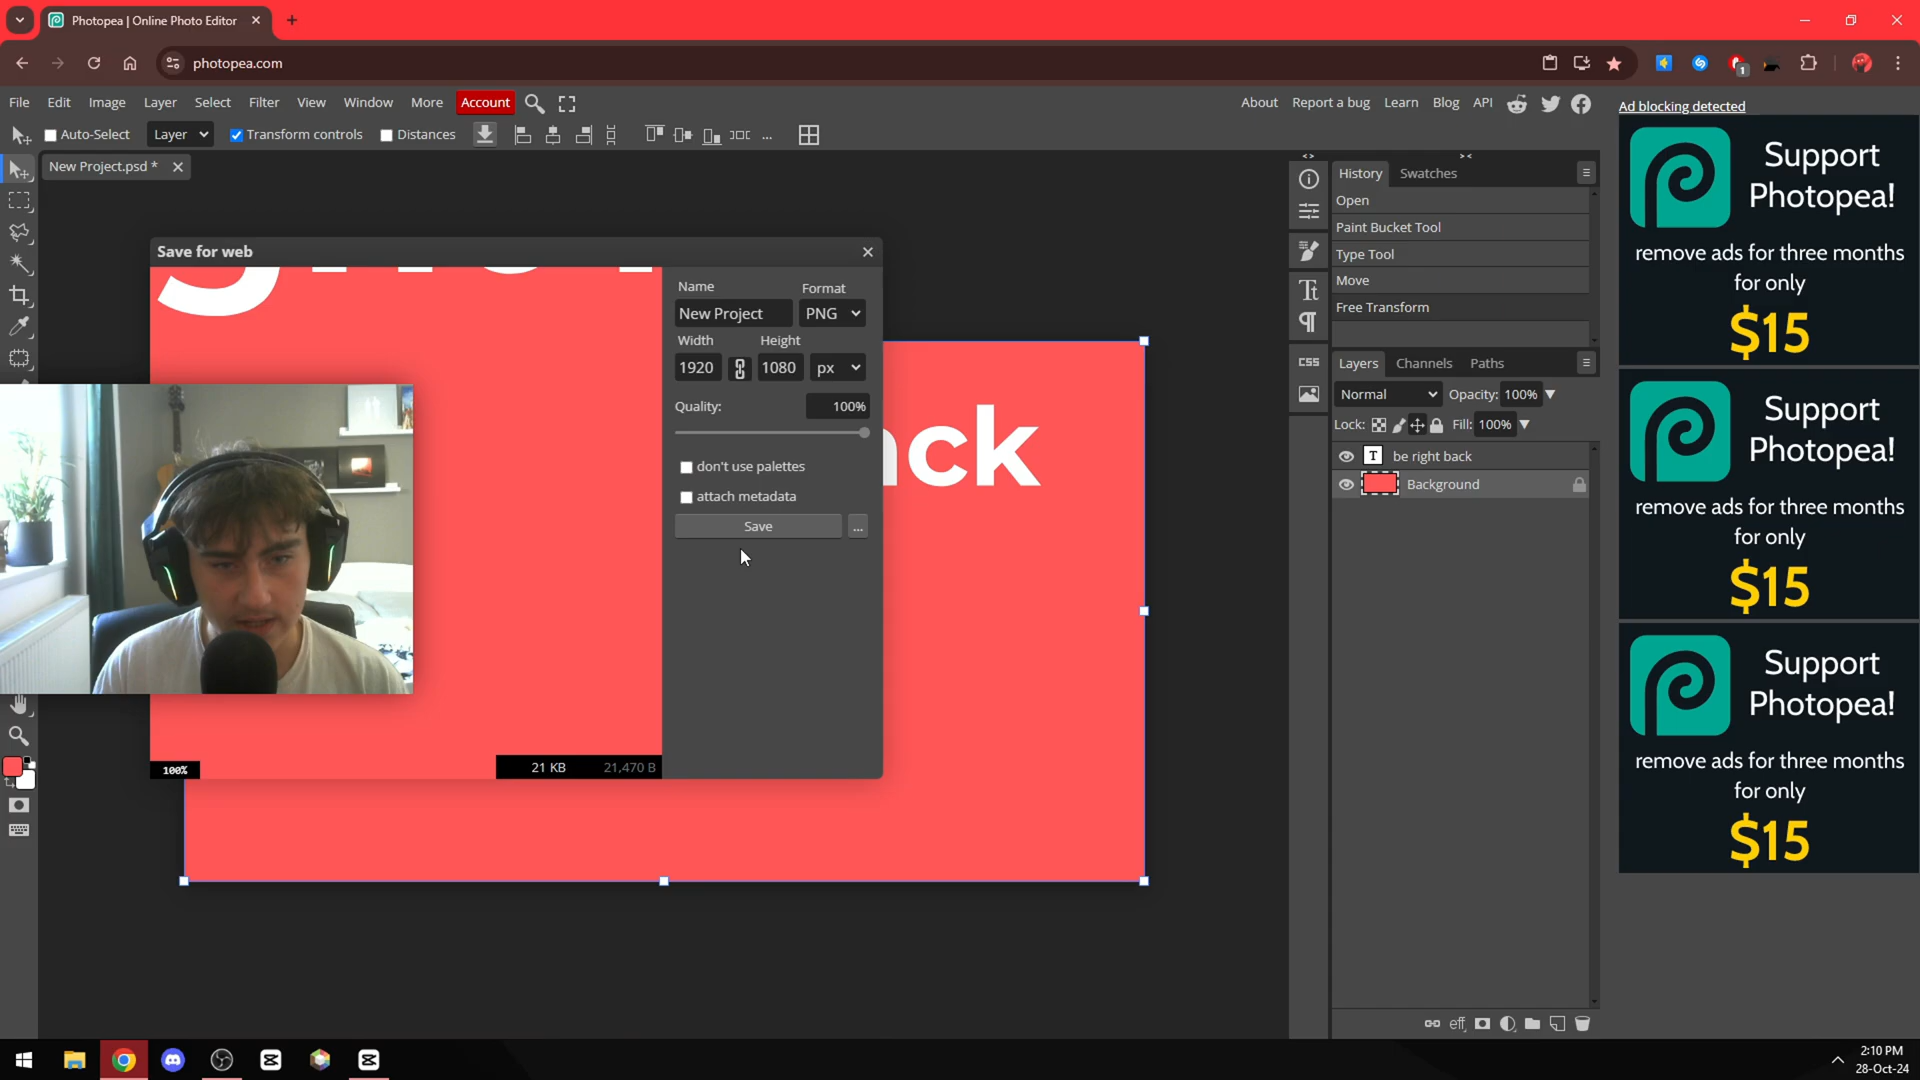 Photopea | Online Photo Editor
photopea.com
File Edit Image Layer Select Filter View Window More Account
About Report a bug Learn Blog API
Ad blocking detected
Auto-Select Layer Transform controls Distances ...
New Project.psd *
Save for web
Name Format
New Project PNG
Width Height
1920 1080 px
Quality: 100%
don't use palettes
attach metadata
Save ...
100%
21 KB 21,470 B
ack
History Swatches
Open
Paint Bucket Tool
Type Tool
Move
Free Transform
CSS
Layers Channels Paths
Normal Opacity: 100%
Lock: Fill: 100%
T be right back
Background
eff
Support
Photopea!
remove ads for three months
for only
$15
Support
Photopea!
remove ads for three months
for only
$15
Support
Photopea!
remove ads for three months
for only
$15
1
2:10 PM
28-Oct-24